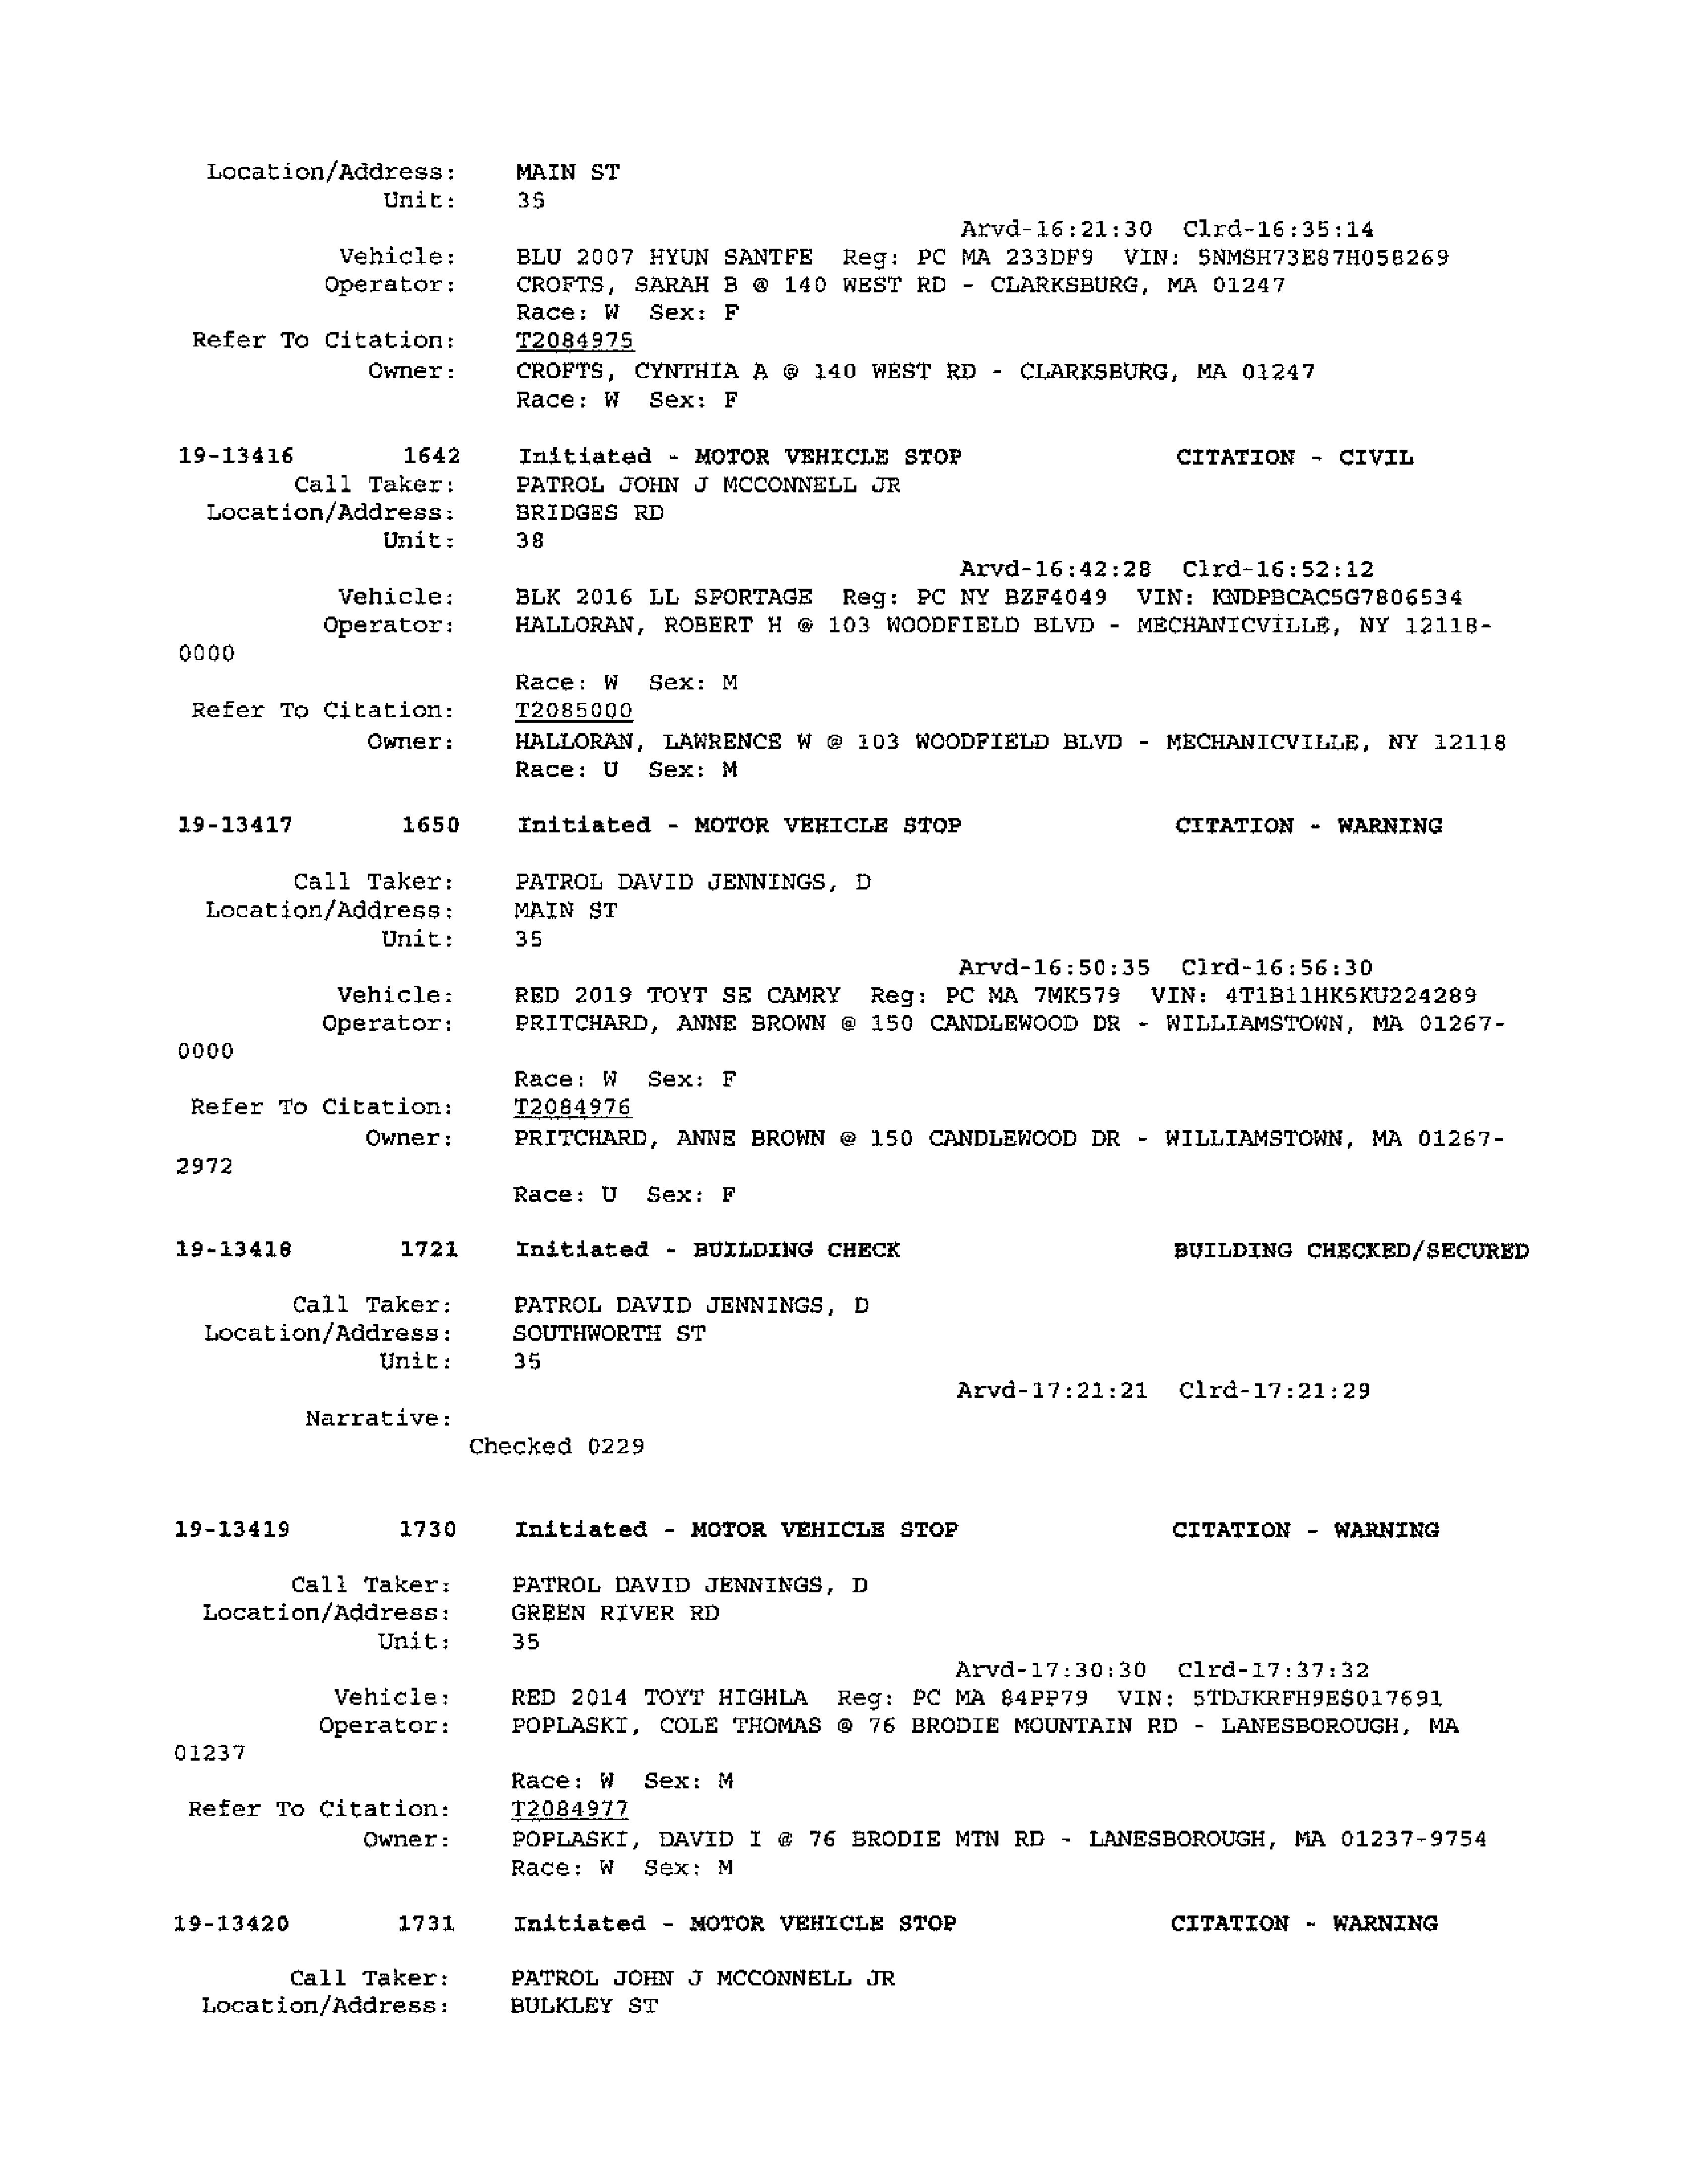 Location/Address: MAIN ST
Unit: 35
Arvd-16:21:30 Clrd-16:35:14
Vehicle: BLU 2007 HYUN SANTFE Reg: PC MA 233DF9 VIN: 5NMSH73E87H058269
Operator: CROFTS, SARAH B @ 140 WEST RD - CLARKSBURG, MA 01247
Race: W Sex: F
Refer To Citation: T2084975
Owner: CROFTS, CYNTHIA A @ 140 WEST RD - CLARKSBURG, MA 01247
Race: W Sex: F
19-13416 1642 Initiated - MOTOR VEHICLE STOP CITATION - CIVIL
Call Taker: PATROL JOHN J MCCONNELL JR
Location/Address: BRIDGES RD
Unit: 38
Arvd-16:42:28 Clrd-16:52:12
Vehicle: BLK 2016 LL SPORTAGE Reg: PC NY BZF4049 VIN: KNDPBCAC5G7806534
Operator: HALLORAN, ROBERT H @ 103 WOODFIELD BLVD - MECHANICVILLE, NY 12118-
0000
Race: W Sex: M
Refer To Citation: T2085000
Owner: HALLORAN, LAWRENCE W @ 103 WOODFIELD BLVD - MECHANICVILLE, NY 12118
Race: U Sex: M
19-13417 1650 Initiated - MOTOR VEHICLE STOP CITATION - WARNING
Call Taker: PATROL DAVID JENNINGS, D
Location/Address: MAIN ST
Unit: 35
Arvd-16:50:35 Clrd-16:56:30
Vehicle: RED 2019 TOYT SE CAMRY Reg: PC MA 7MK579 VIN: 4T1B11HK5KU224289
Operator: PRITCHARD, ANNE BROWN @ 150 CANDLEWOOD DR - WILLIAMSTOWN, MA 01267-
0000
Race: W Sex: F
Refer To Citation: T2084976
Owner: PRITCHARD, ANNE BROWN @ 150 CANDLEWOOD DR - WILLIAMSTOWN, MA 01267-
2972
Race: U Sex: F
19-13418 1721 Initiated - BUILDING CHECK BUILDING CHECKED/SECURED
Call Taker: PATROL DAVID JENNINGS, D
Location/Address: SOUTHWORTH ST
Unit: 35
Arvd-17:21:21 Clrd-17:21:29
Narrative:
Checked 0229
19-13419 1730 Initiated - MOTOR VEHICLE STOP CITATION - WARNING
Call Taker: PATROL DAVID JENNINGS, D
Location/Address: GREEN RIVER RD
Unit: 35
Arvd-17:30:30 Clrd-17:37:32
Vehicle: RED 2014 TOYT HIGHLA Reg: PC MA 84PP79 VIN: 5TDJKRFH9ES017691
Operator: POPLASKI, COLE THOMAS @ 76 BRODIE MOUNTAIN RD - LANESBOROUGH, MA
01237
Race: W Sex: M
Refer To Citation: T2084977
Owner: POPLASKI, DAVID I @ 76 BRODIE MTN RD - LANESBOROUGH, MA 01237-9754
Race: W Sex: M
19-13420 1731 Initiated - MOTOR VEHICLE STOP CITATION - WARNING
Call Taker: PATROL JOHN J MCCONNELL JR
Location/Address: BULKLEY ST